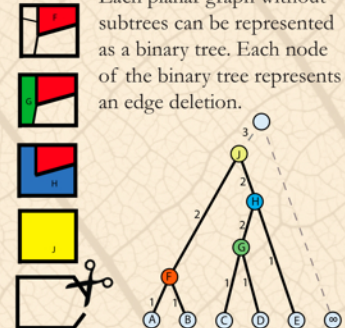 Each planar graph without
subtrees can be represented
as a binary tree. Each node
of the binary tree represents
an edge deletion.
F
G
H
J
3
J
2
H
2
2
G
1
F
1
1
1
1
A
B
C
D
E
∞